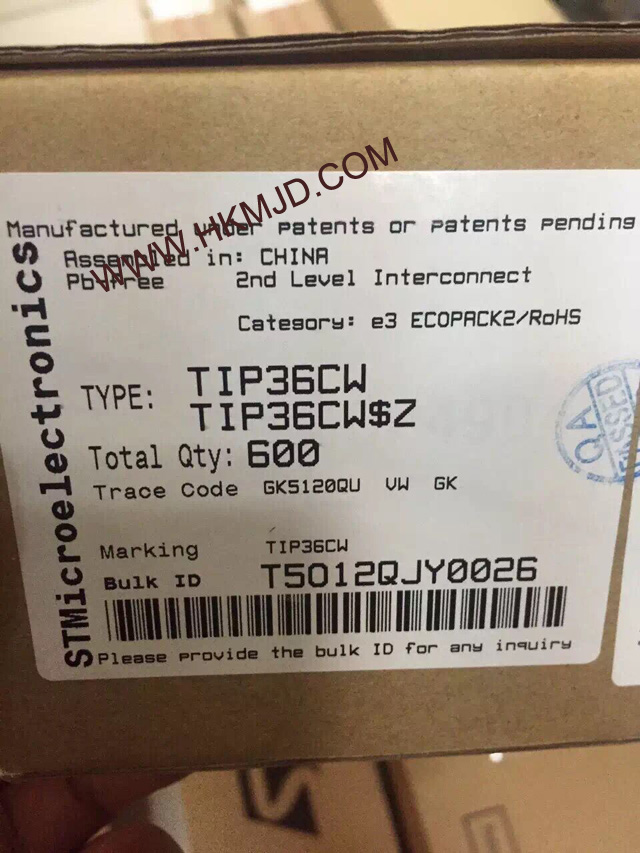 WWW.HKMJD.COM
Manufactured under patents or patents pending
Assembled in: CHINA
Pb-free 2nd Level Interconnect
Category: e3 ECOPACK2/RoHS
TYPE: TIP36CW
TIP36CW$Z
Total Qty: 600
Trace Code GK5120QU VW GK
Marking TIP36CW
Bulk ID T5012QJY0026
Please provide the bulk ID for any inquiry
STMicroelectronics
QA